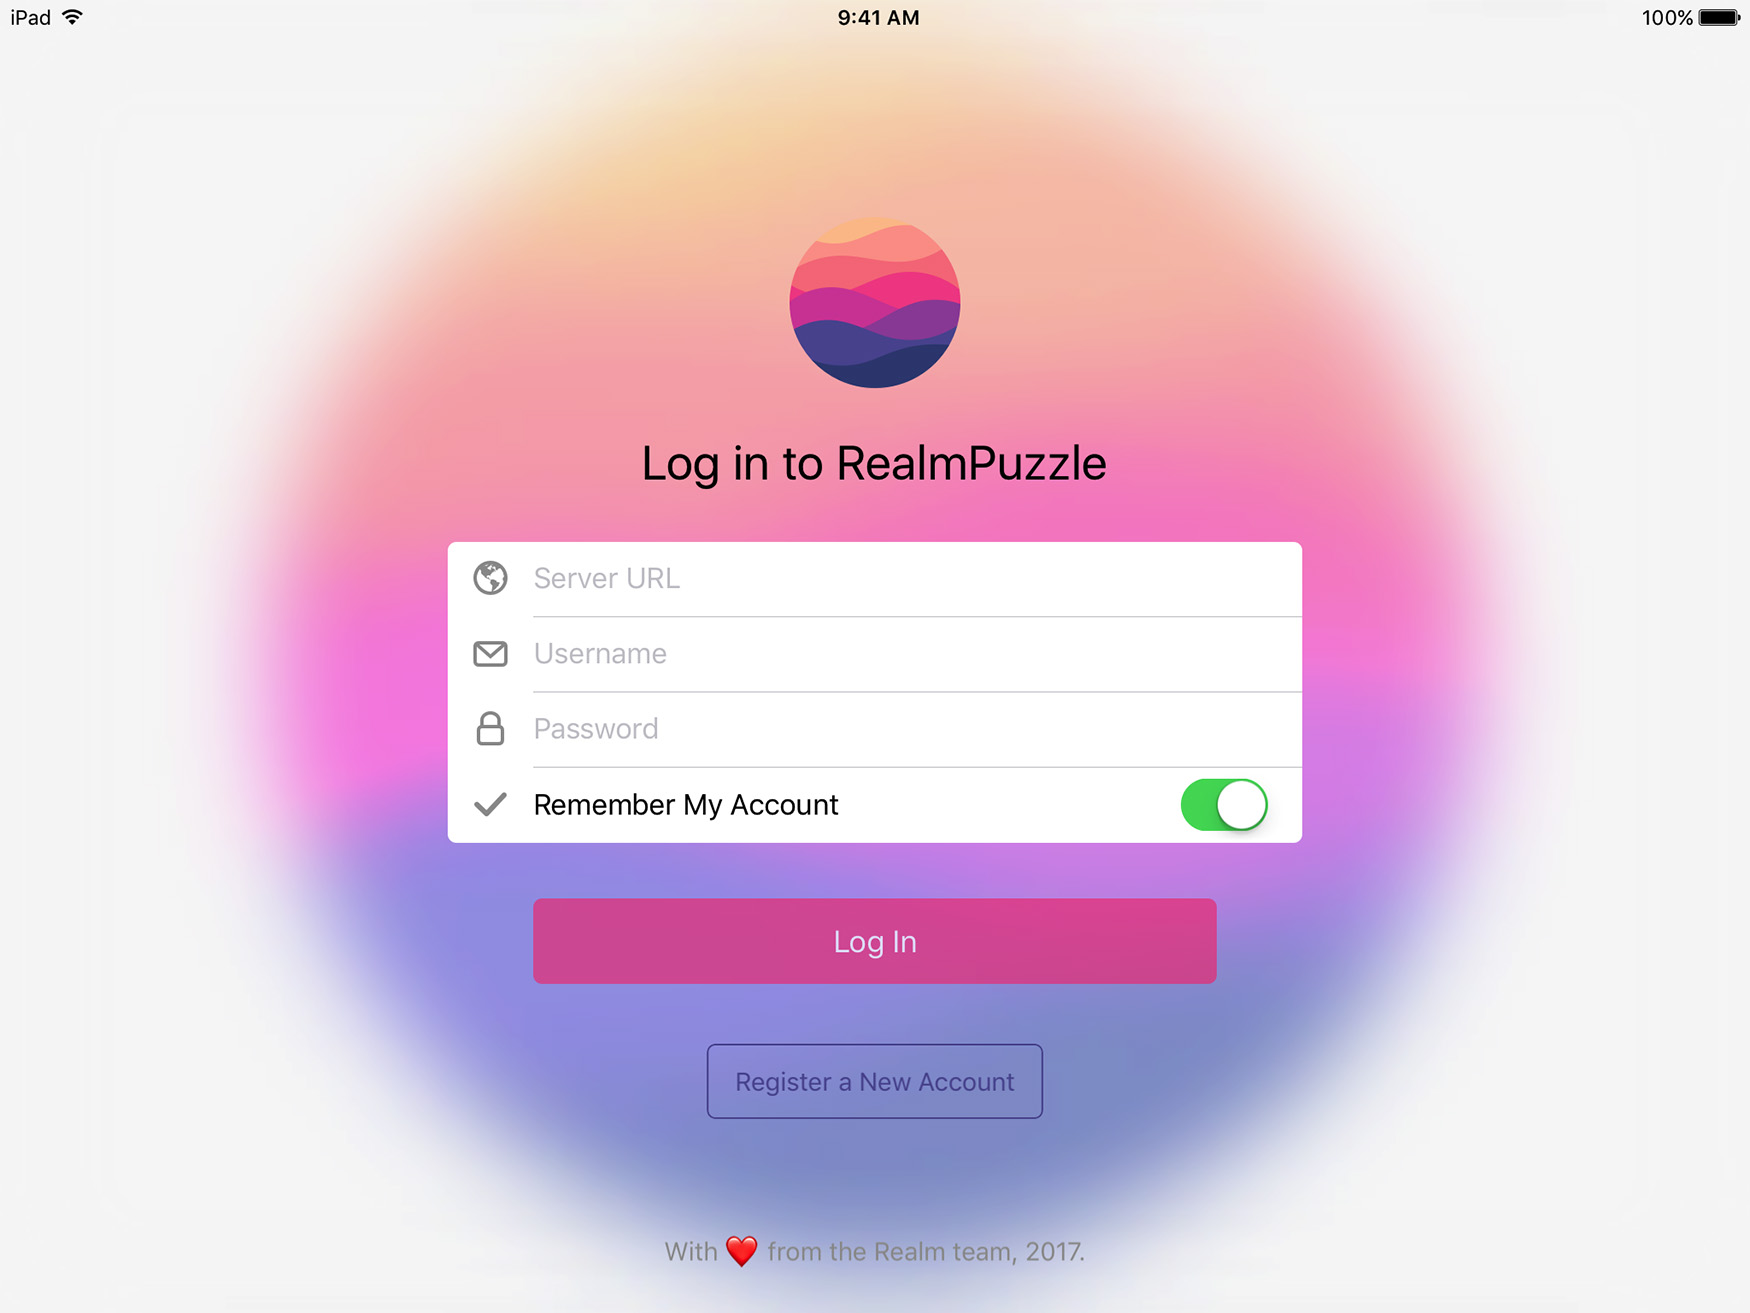 iPad 9:41 AM 100%
Log in to RealmPuzzle
Server URL
Username
Password
Remember My Account
Log In
Register a New Account
With ❤️ from the Realm team, 2017.